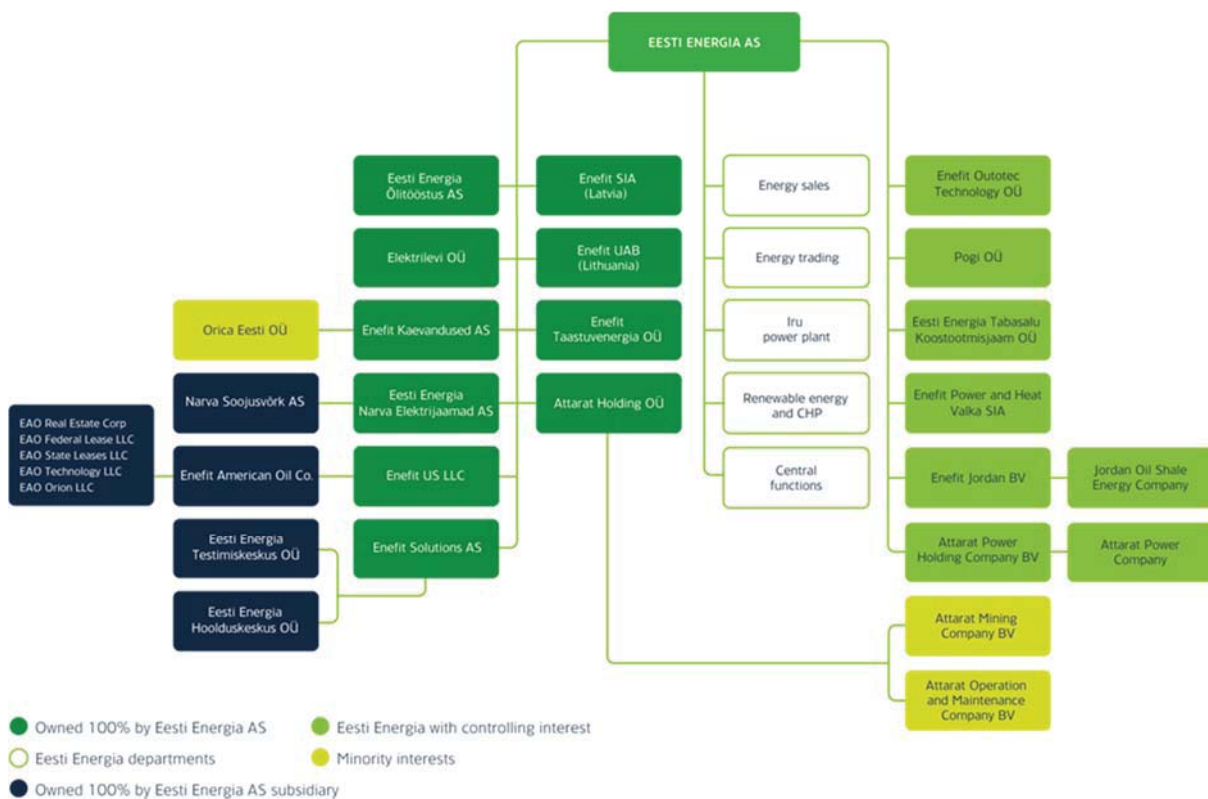 EESTI ENERGIA AS
Eesti Energia
Õlitööstus AS
Enefit SIA
(Latvia)
Energy sales
Enefit Outotec
Technology OÜ
Elektrilevi OÜ
Enefit UAB
(Lithuania)
Energy trading
Pogi OÜ
Orica Eesti OÜ
Enefit Kaevandused AS
Enefit
Taastuvenergia OÜ
Iru
power plant
Eesti Energia Tabasalu
Koostootmisjaam OÜ
Narva Soojusvõrk AS
Eesti Energia
Narva Elektrijaamad AS
Attarat Holding OÜ
Renewable energy
and CHP
Enefit Power and Heat
Valka SIA
EAO Real Estate Corp
EAO Federal Lease LLC
EAO State Leases LLC
EAO Technology LLC
EAO Orion LLC
Enefit American Oil Co.
Enefit US LLC
Central
functions
Enefit Jordan BV
Jordan Oil Shale
Energy Company
Eesti Energia
Testimiskeskus OÜ
Enefit Solutions AS
Attarat Power
Holding Company BV
Attarat Power
Company
Eesti Energia
Hoolduskeskus OÜ
Attarat Mining
Company BV
Attarat Operation
and Maintenance
Company BV
Owned 100% by Eesti Energia AS
Eesti Energia with controlling interest
Eesti Energia departments
Minority interests
Owned 100% by Eesti Energia AS subsidiary